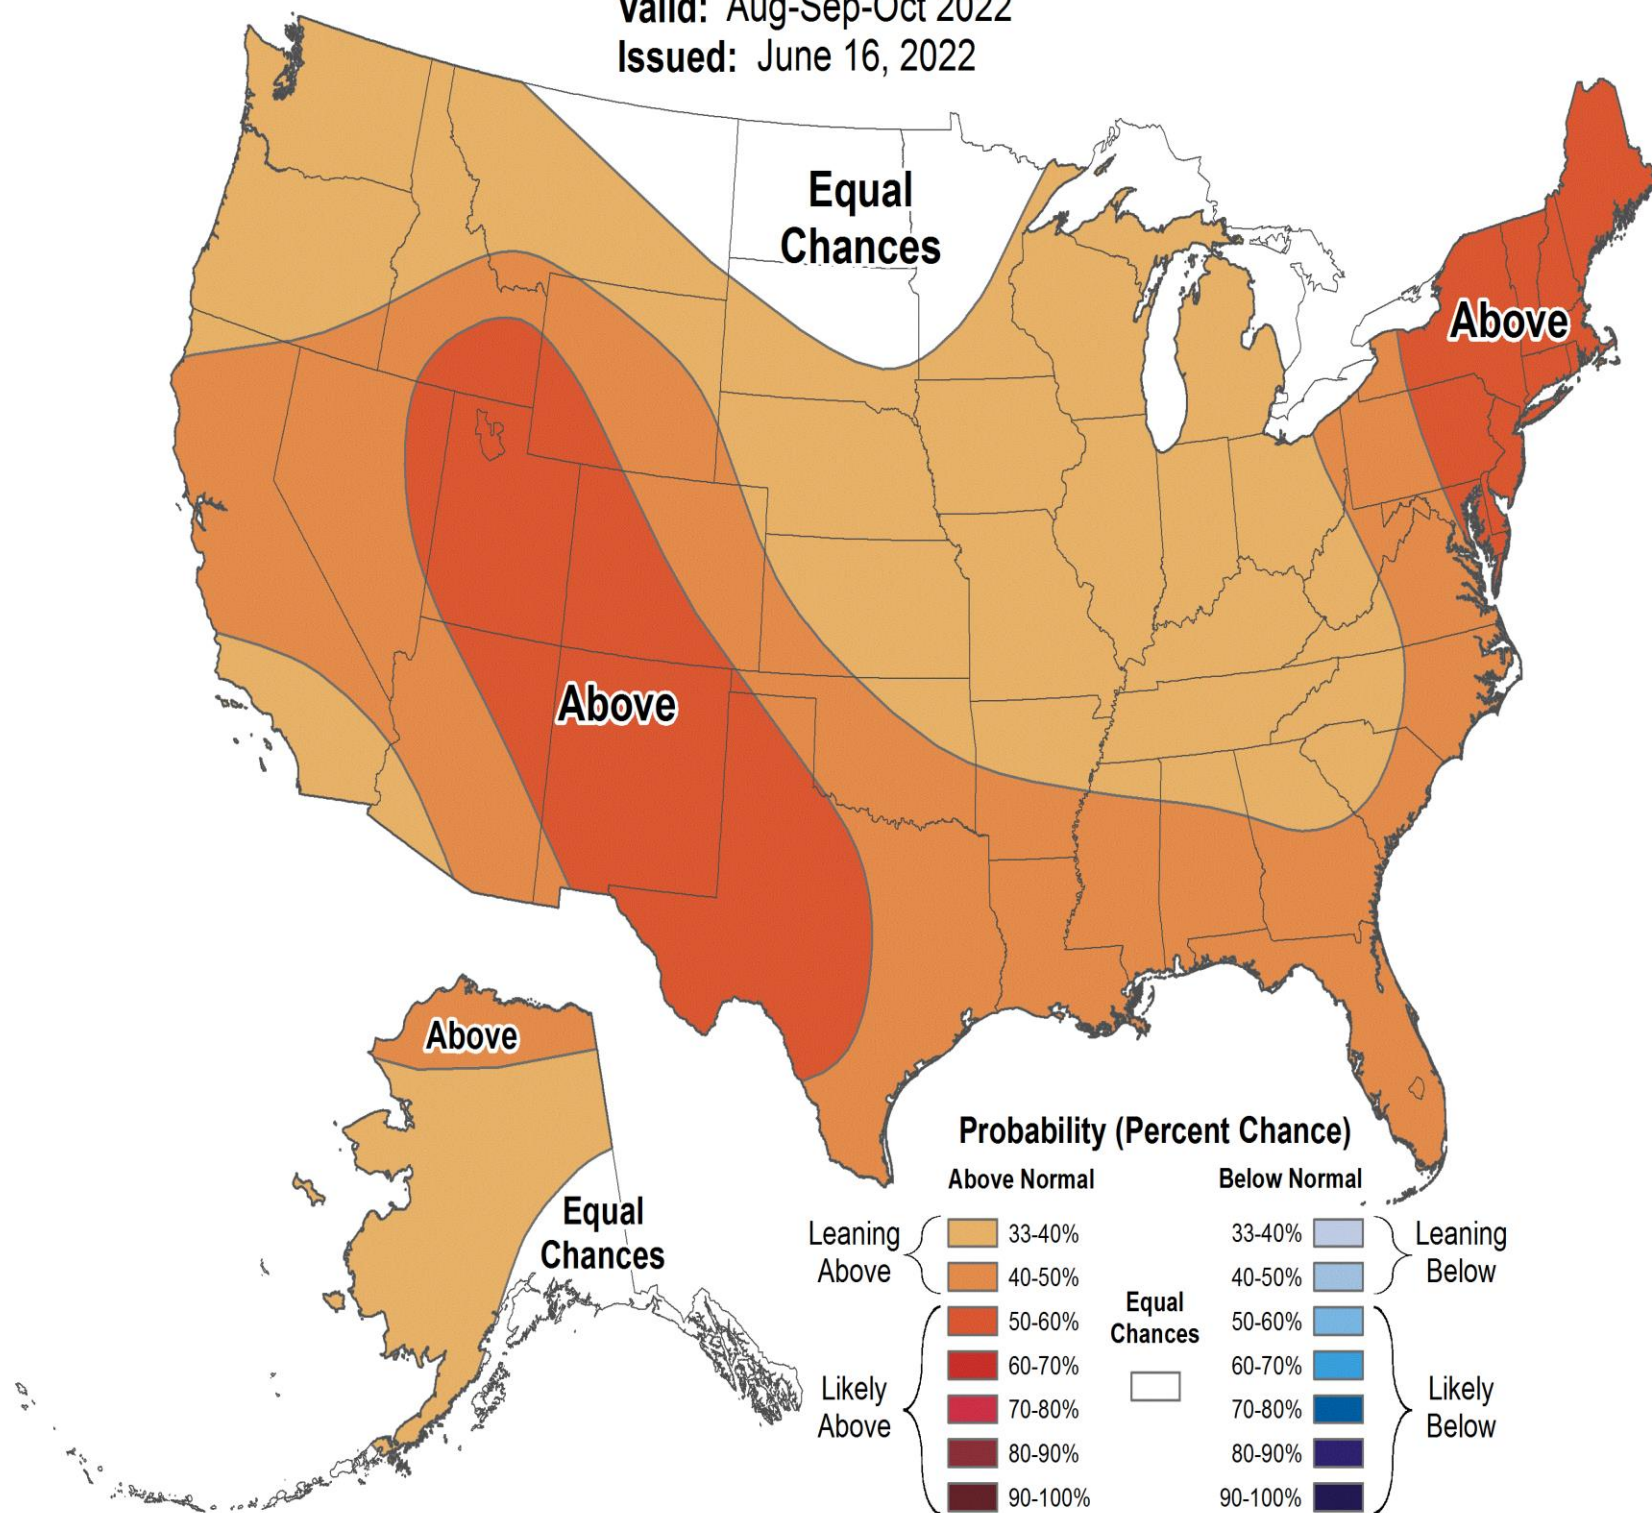 Valid: Aug-Sep-Oct 2022
Issued: June 16, 2022
Equal
Chances
Above
Above
Above
Equal
Chances
Probability (Percent Chance)
Above Normal
Below Normal
Leaning
Above
33-40%
40-50%
Likely
Above
50-60%
60-70%
70-80%
80-90%
90-100%
Equal
Chances
33-40%
40-50%
Leaning
Below
50-60%
60-70%
70-80%
80-90%
90-100%
Likely
Below